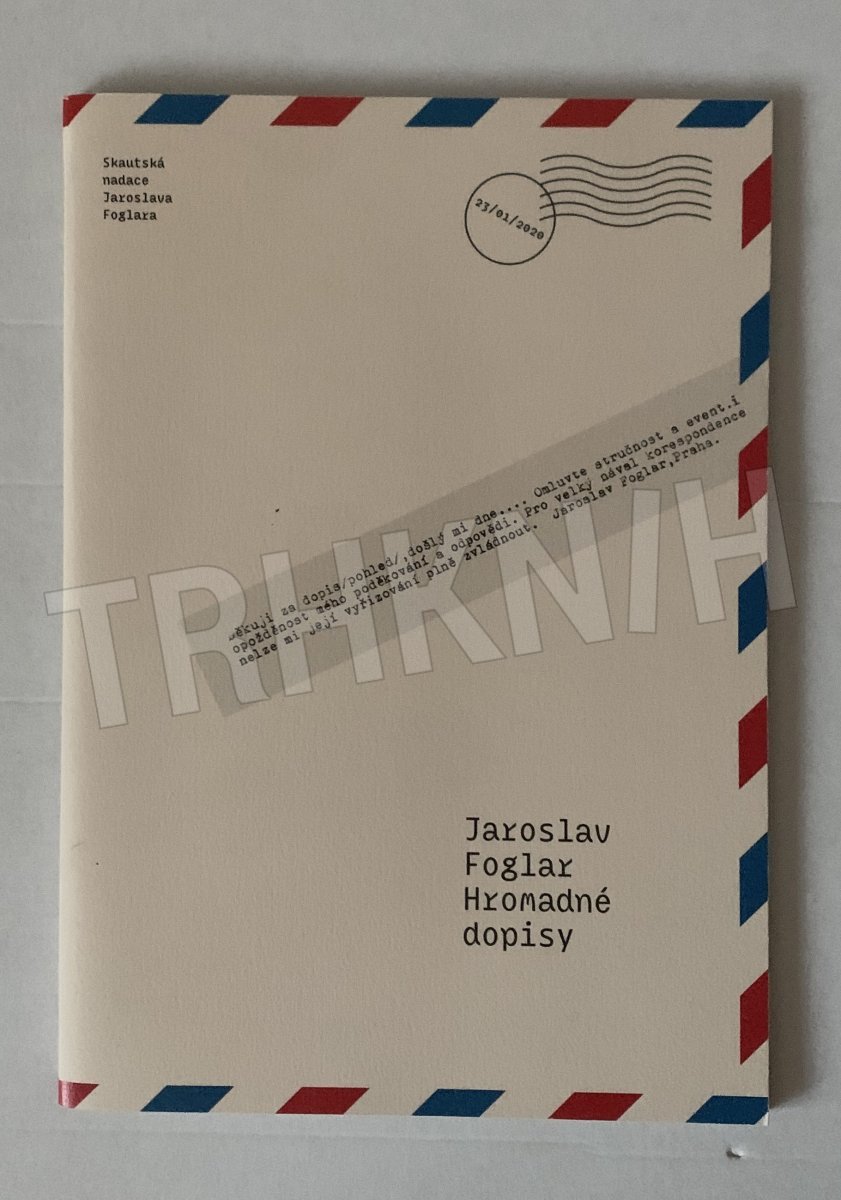 Skautská
nadace
Jaroslava
Foglara
23/01/2020
Děkuji za dopis/pohled/,došlý mi dne.... Omluvte stručnost a event.i
opožděnost mého poděkování a odpovědi. Pro velký nával korespondence
nelze mi její vyřizování plně zvládnout. Jaroslav Foglar,Praha.
TRHKNIH
Jaroslav
Foglar
Hromadné
dopisy